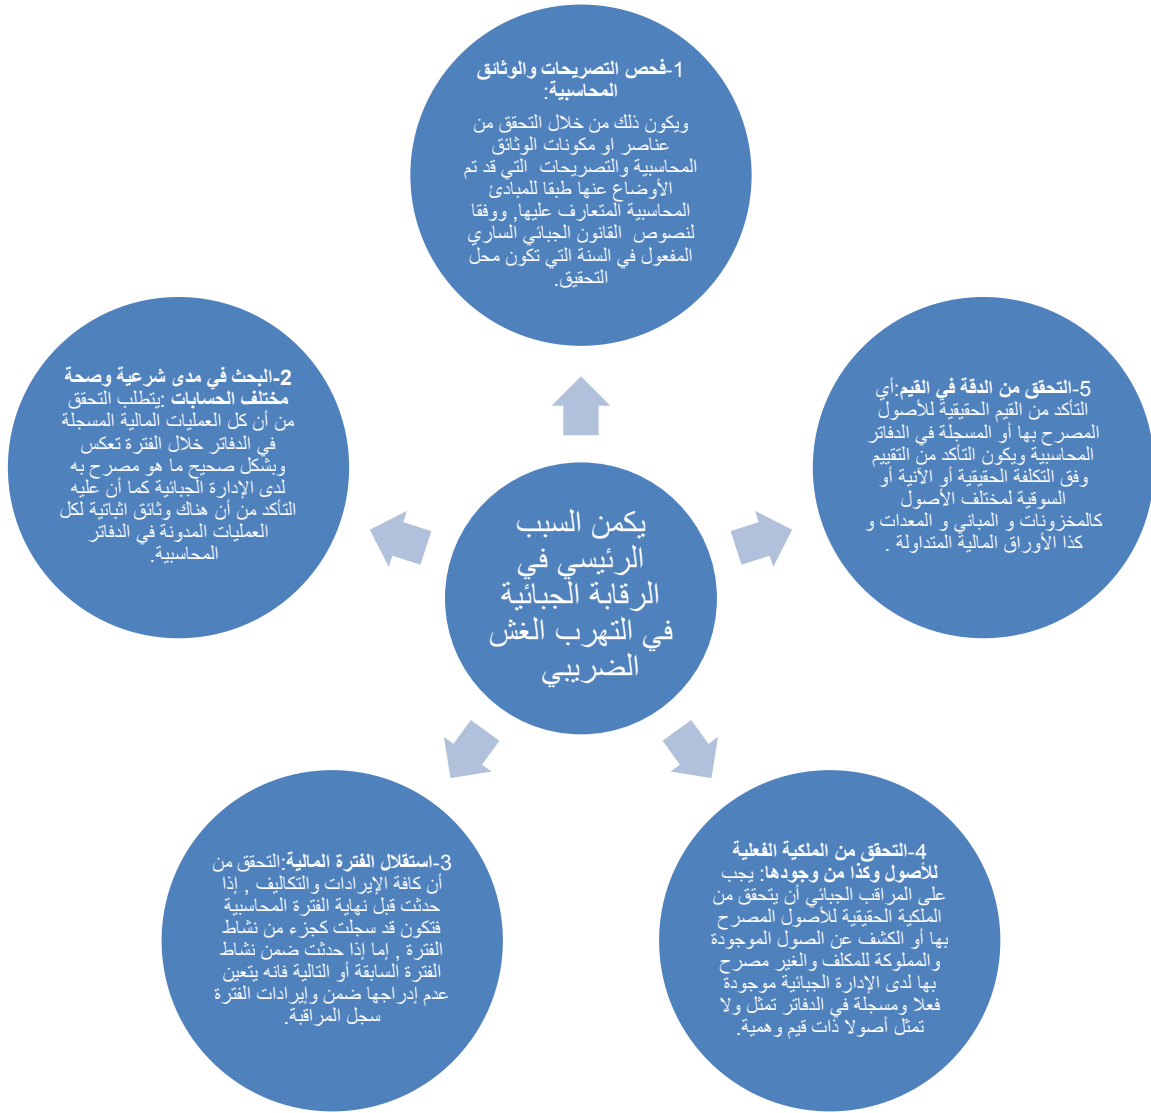 1-فحص التصريحات والوثائق
المحاسبية:
ويكون ذلك من خلال التحقق من
عناصر او مكونات الوثائق
المحاسبية والتصريحات التي قد تم
الأوضاع عنها طبقا للمبادئ
المحاسبية المتعارف عليها, ووفقا
لنصوص القانون الجبائي الساري
المفعول في السنة التي تكون محل
التحقيق.
2-البحث في مدى شرعية وصحة
مختلف الحسابات :يتطلب التحقق
من أن كل العمليات المالية المسجلة
في الدفاتر خلال الفترة تعكس
وبشكل صحيح ما هو مصرح به
لدى الإدارة الجبائية كما أن عليه
التأكد من أن هناك وثائق اثباتية لكل
العمليات المدونة في الدفاتر
المحاسبية.
5-التحقق من الدقة في القيم:أي
التأكد من القيم الحقيقية للأصول
المصرح بها أو المسجلة في الدفاتر
المحاسبية ويكون التأكد من التقييم
وفق التكلفة الحقيقية أو الآنية أو
السوقية لمختلف الأصول
كالمخزونات و المباني و المعدات و
كذا الأوراق المالية المتداولة .
يكمن السبب
الرئيسي في
الرقابة الجبائية
في التهرب الغش
الضريبي
3-استقلال الفترة المالية:التحقق من
أن كافة الإيرادات والتكاليف , إذا
حدثت قبل نهاية الفترة المحاسبية
فتكون قد سجلت كجزء من نشاط
الفترة , إما إذا حدثت ضمن نشاط
الفترة السابقة أو التالية فانه يتعين
عدم إدراجها ضمن وإيرادات الفترة
سجل المراقبة.
4-التحقق من الملكية الفعلية
للأصول وكذا من وجودها: يجب
على المراقب الجبائي أن يتحقق من
الملكية الحقيقية للأصول المصرح
بها أو الكشف عن الصول الموجودة
والمملوكة للمكلف والغير مصرح
بها لدى الإدارة الجبائية موجودة
فعلا ومسجلة في الدفاتر تمثل ولا
تمثل أصولا ذات قيم وهمية.